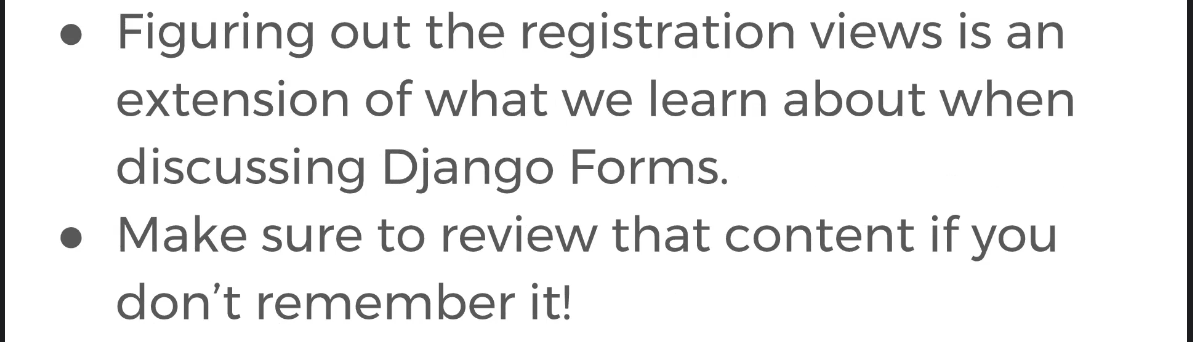 ● Figuring out the registration views is an
extension of what we learn about when
discussing Django Forms.
● Make sure to review that content if you
don’t remember it!